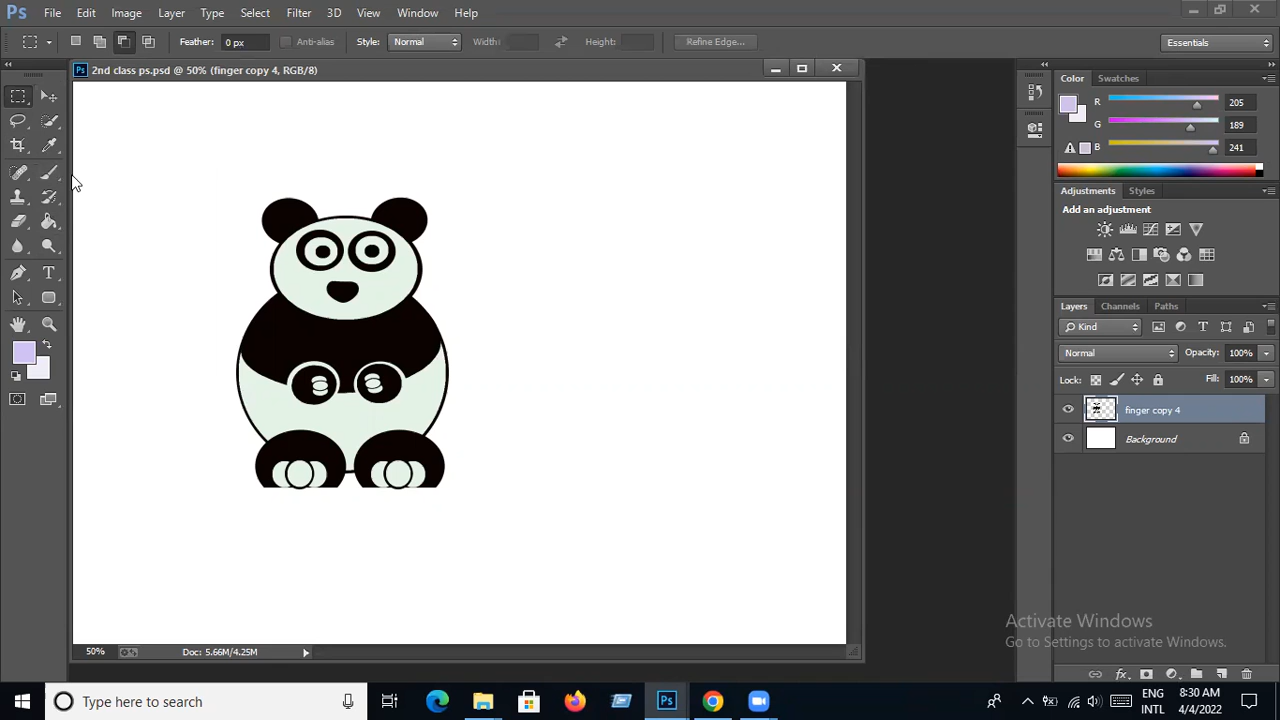 Ps File Edit Image Layer Type Select Filter 3D View Window Help
Feather: 0 px Anti-alias Style: Normal Width: Height: Refine Edge... Essentials
Ps 2nd class ps.psd @ 50% (finger copy 4, RGB/8)
Color Swatches
R 205
G 189
B 241
Adjustments Styles
Add an adjustment
Layers Channels Paths
Kind
Normal Opacity: 100%
Lock: Fill: 100%
finger copy 4
Background
Activate Windows
Go to Settings to activate Windows.
50% Doc: 5.66M/4.25M
Type here to search
Ps
ENG
INTL
8:30 AM
4/4/2022